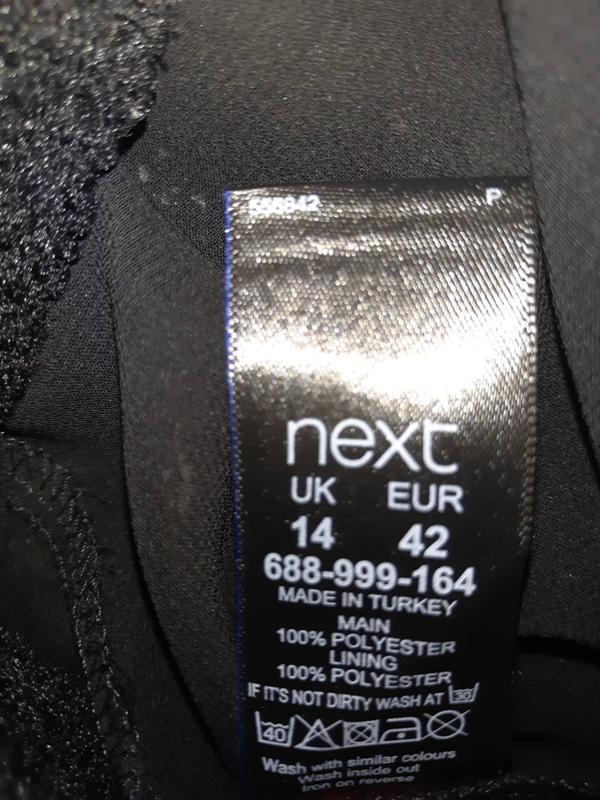 P
next
UK EUR
14 42
688-999-164
MADE IN TURKEY
MAIN
100% POLYESTER
LINING
100% POLYESTER
IF IT'S NOT DIRTY WASH AT 30
40
Wash with similar colours
Wash inside out
Iron on reverse